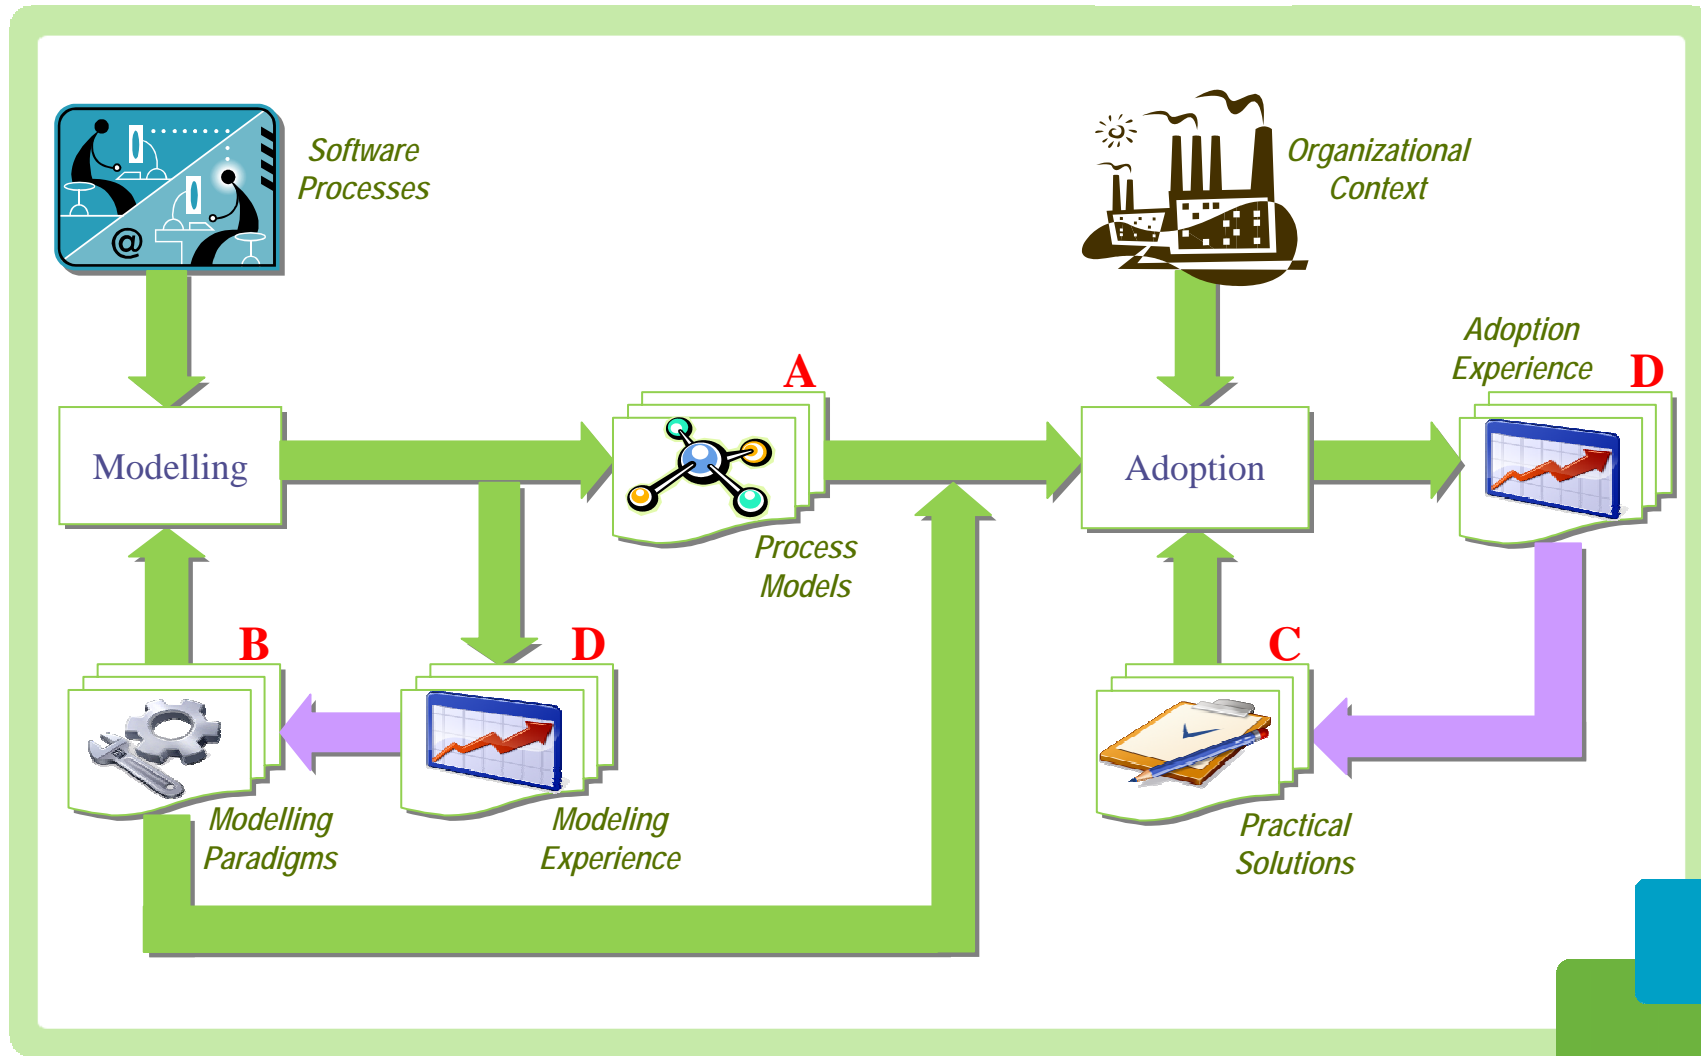 Software
Processes
@
Organizational
Context
Adoption
Experience
D
A
Modelling
Adoption
Process
Models
B
D
C
Modelling
Paradigms
Modeling
Experience
Practical
Solutions